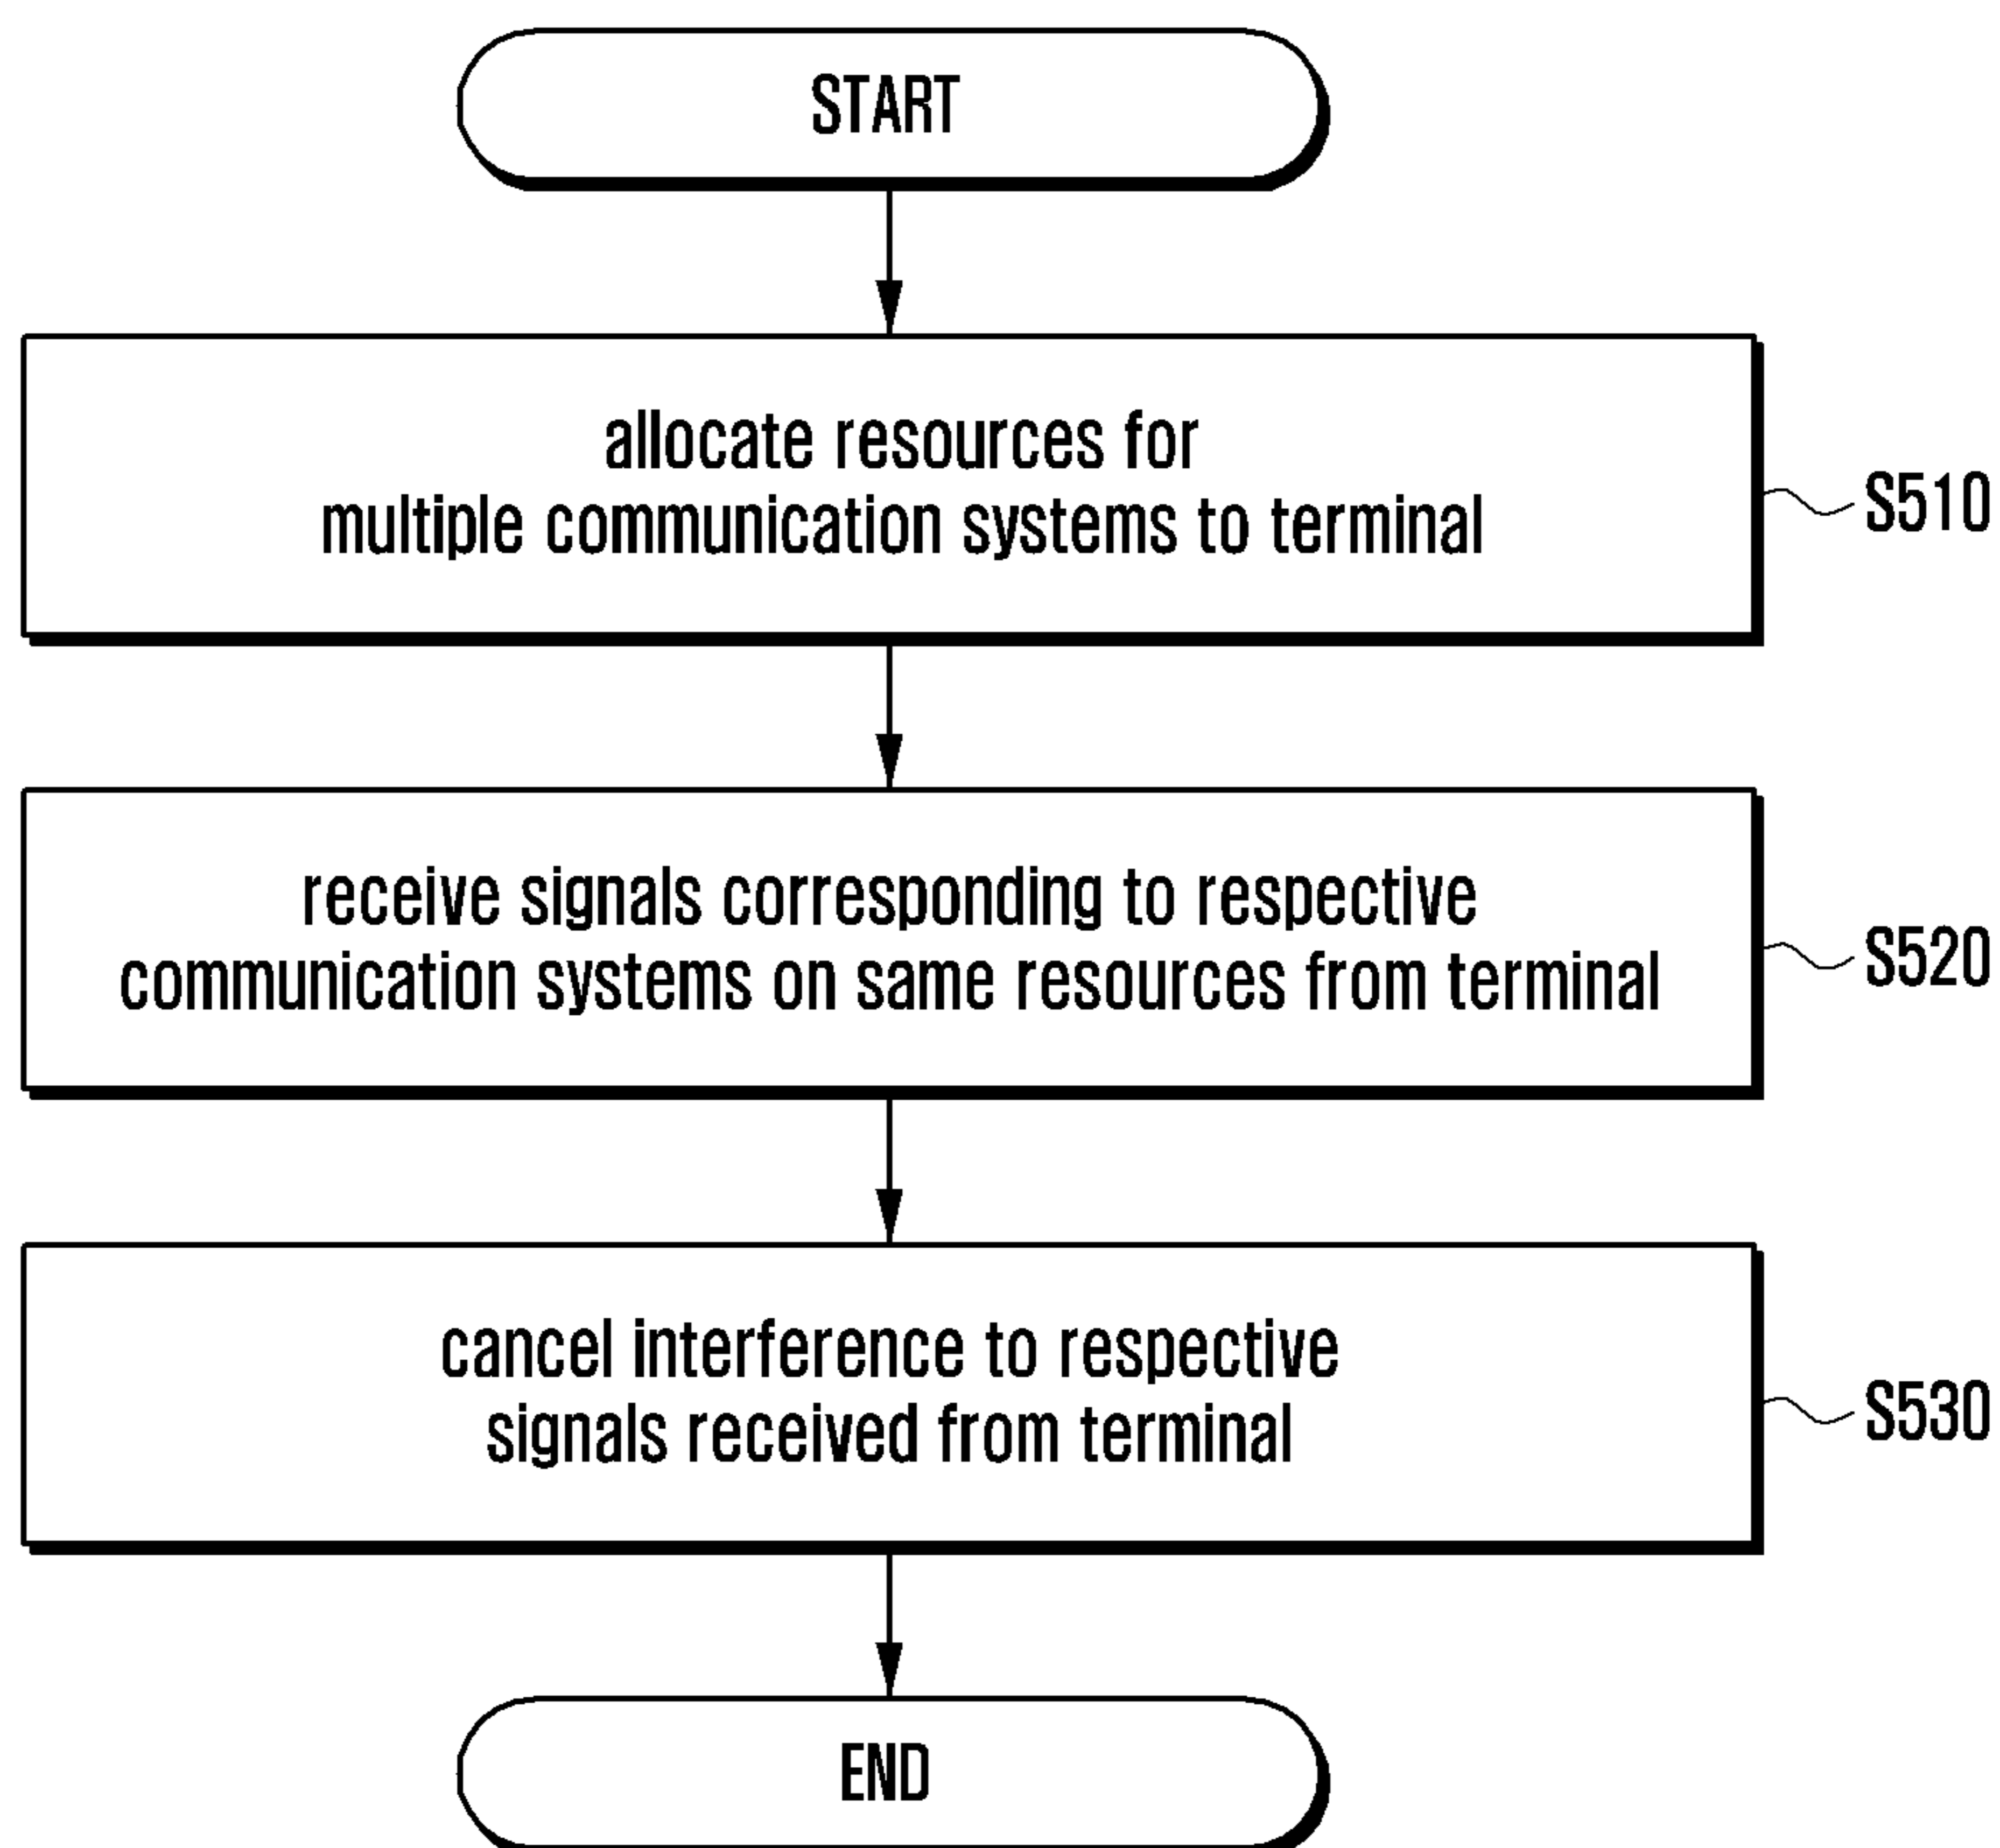 START
allocate resources for
multiple communication systems to terminal
S510
receive signals corresponding to respective
communication systems on same resources from terminal
S520
cancel interference to respective
signals received from terminal
S530
END